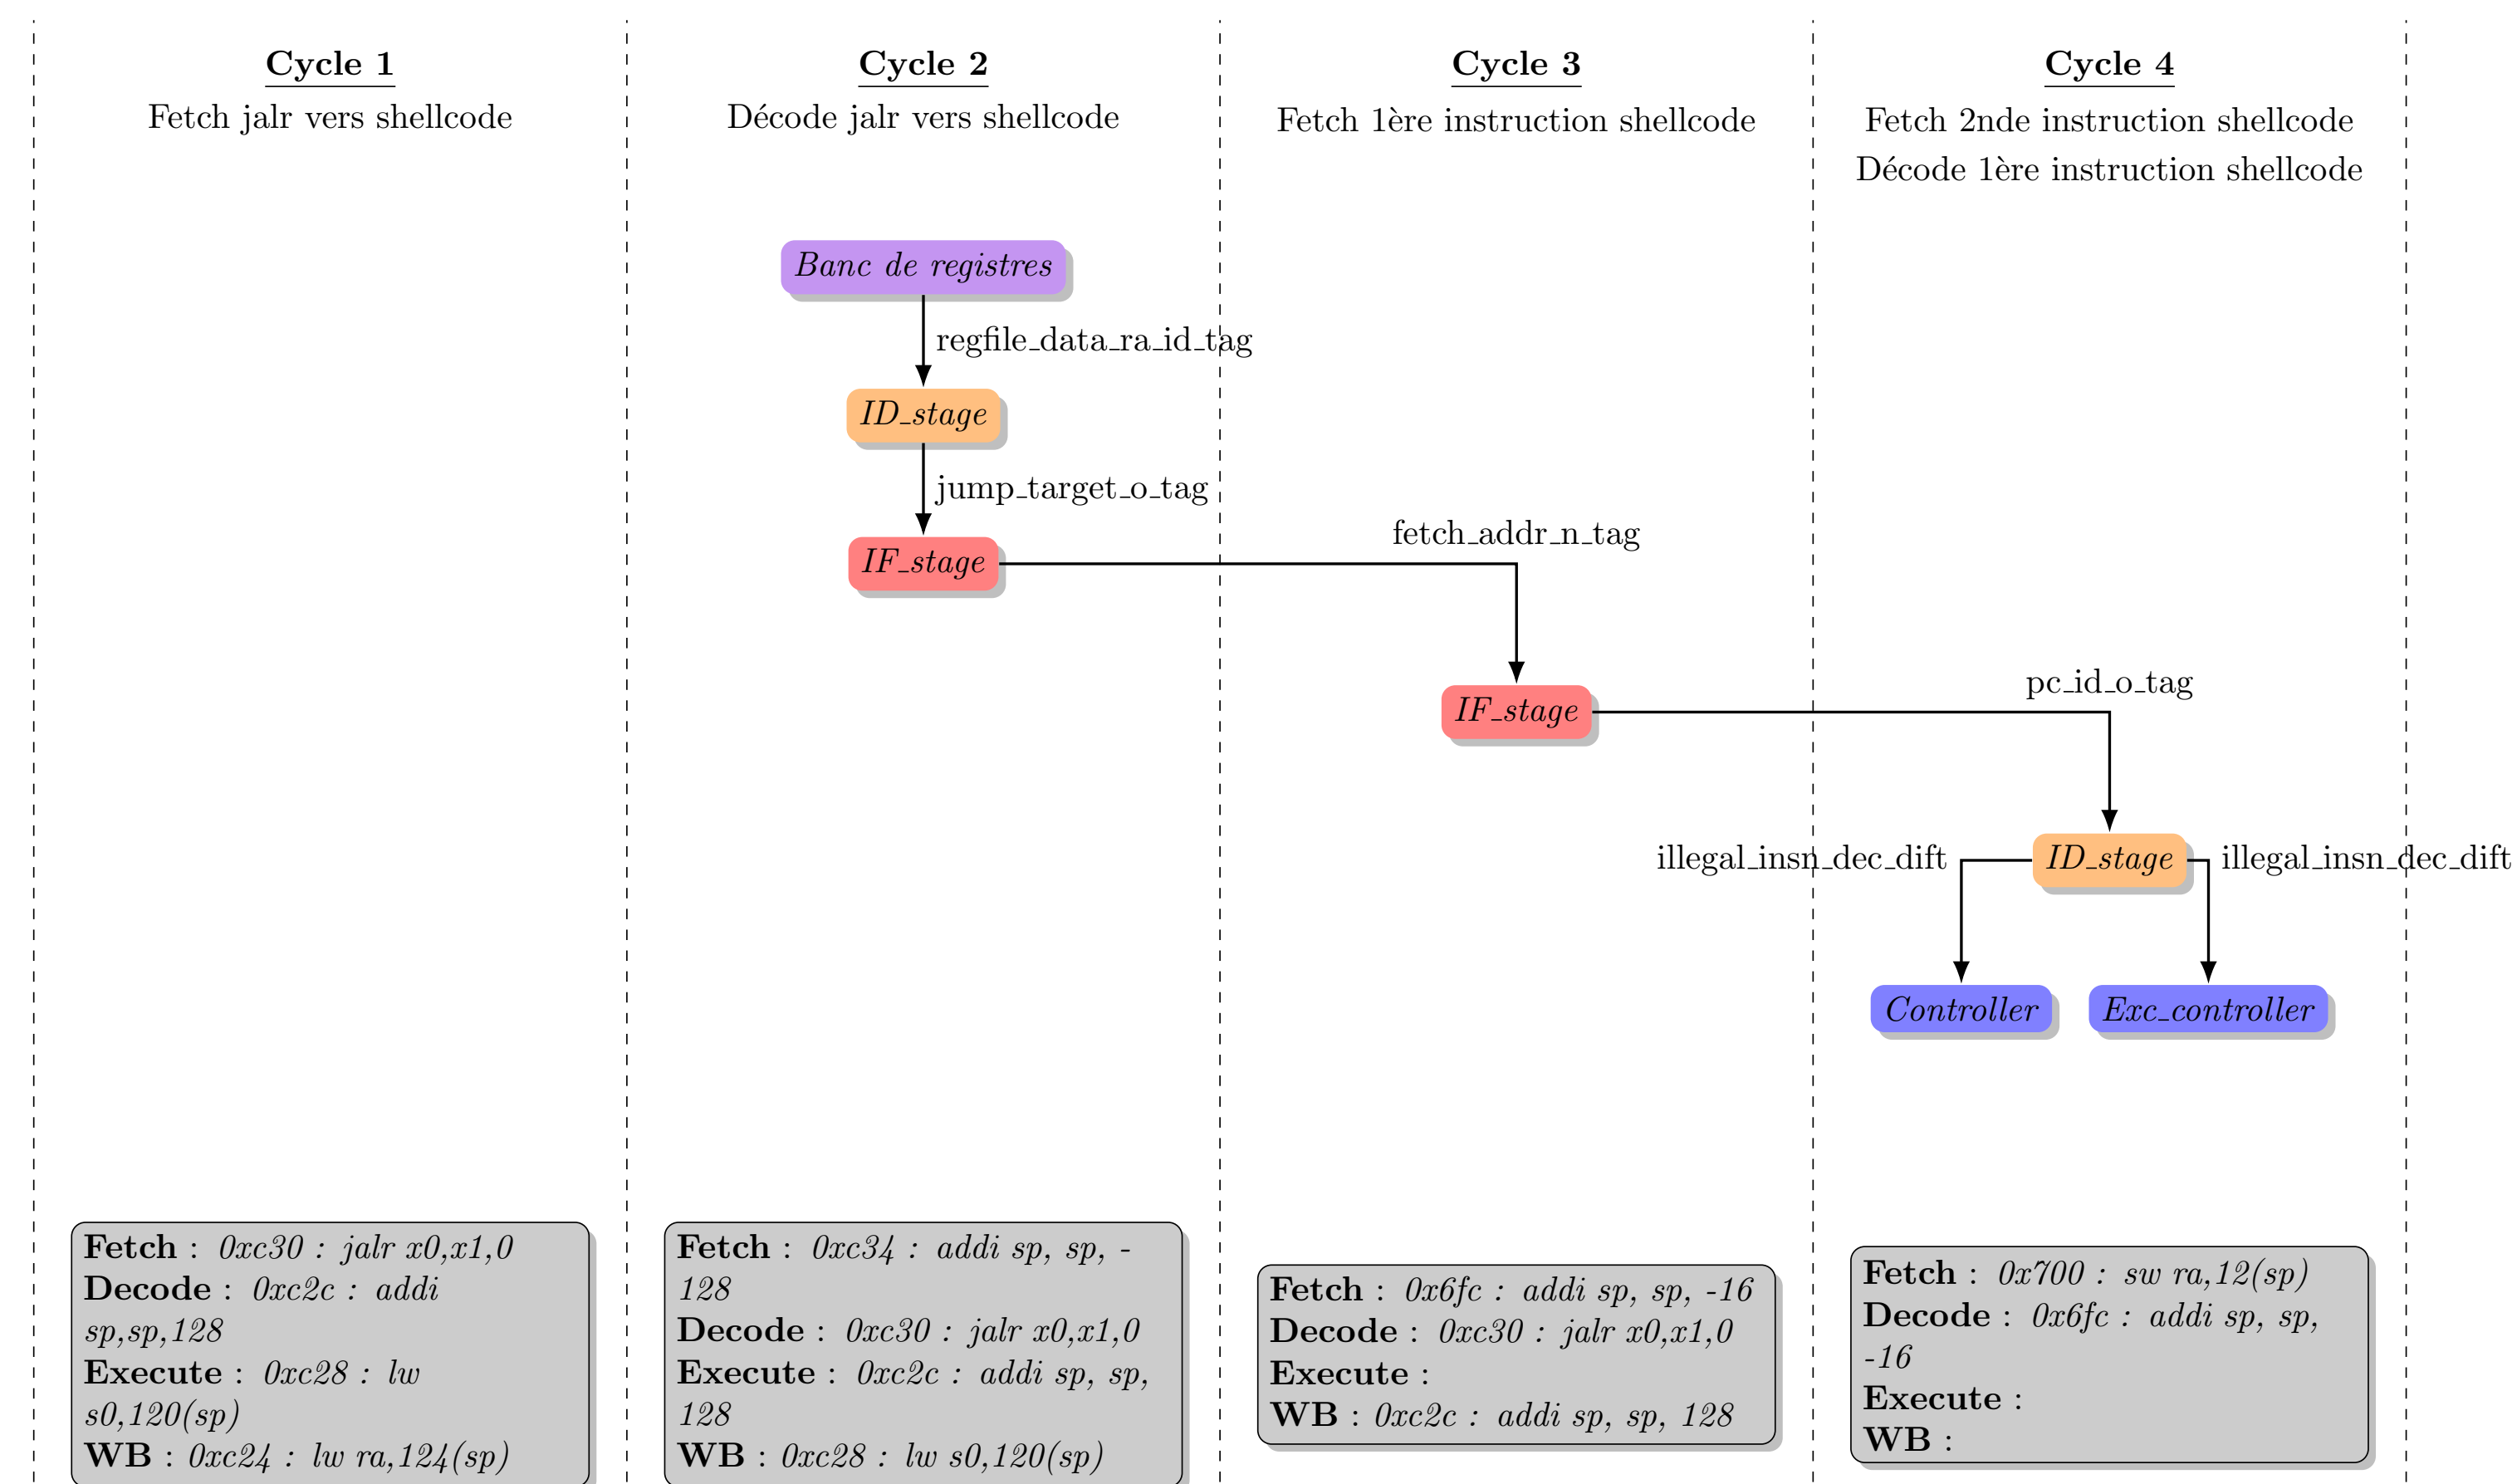 Cycle 1
Fetch jalr vers shellcode
Cycle 2
Décode jalr vers shellcode
Cycle 3
Fetch 1ère instruction shellcode
Cycle 4
Fetch 2nde instruction shellcode
Décode 1ère instruction shellcode
Banc de registres
regfile_data_ra_id_tag
ID_stage
jump_target_o_tag
IF_stage
fetch_addr_n_tag
IF_stage
pc_id_o_tag
illegal_insn_dec_dift
ID_stage
illegal_insn_dec_dift
Controller
Exc_controller
Fetch : 0xc30 : jalr x0,x1,0
Decode : 0xc2c : addi
sp,sp,128
Execute : 0xc28 : lw
s0,120(sp)
WB : 0xc24 : lw ra,124(sp)
Fetch : 0xc34 : addi sp, sp, -
128
Decode : 0xc30 : jalr x0,x1,0
Execute : 0xc2c : addi sp, sp,
128
WB : 0xc28 : lw s0,120(sp)
Fetch : 0x6fc : addi sp, sp, -16
Decode : 0xc30 : jalr x0,x1,0
Execute :
WB : 0xc2c : addi sp, sp, 128
Fetch : 0x700 : sw ra,12(sp)
Decode : 0x6fc : addi sp, sp,
-16
Execute :
WB :